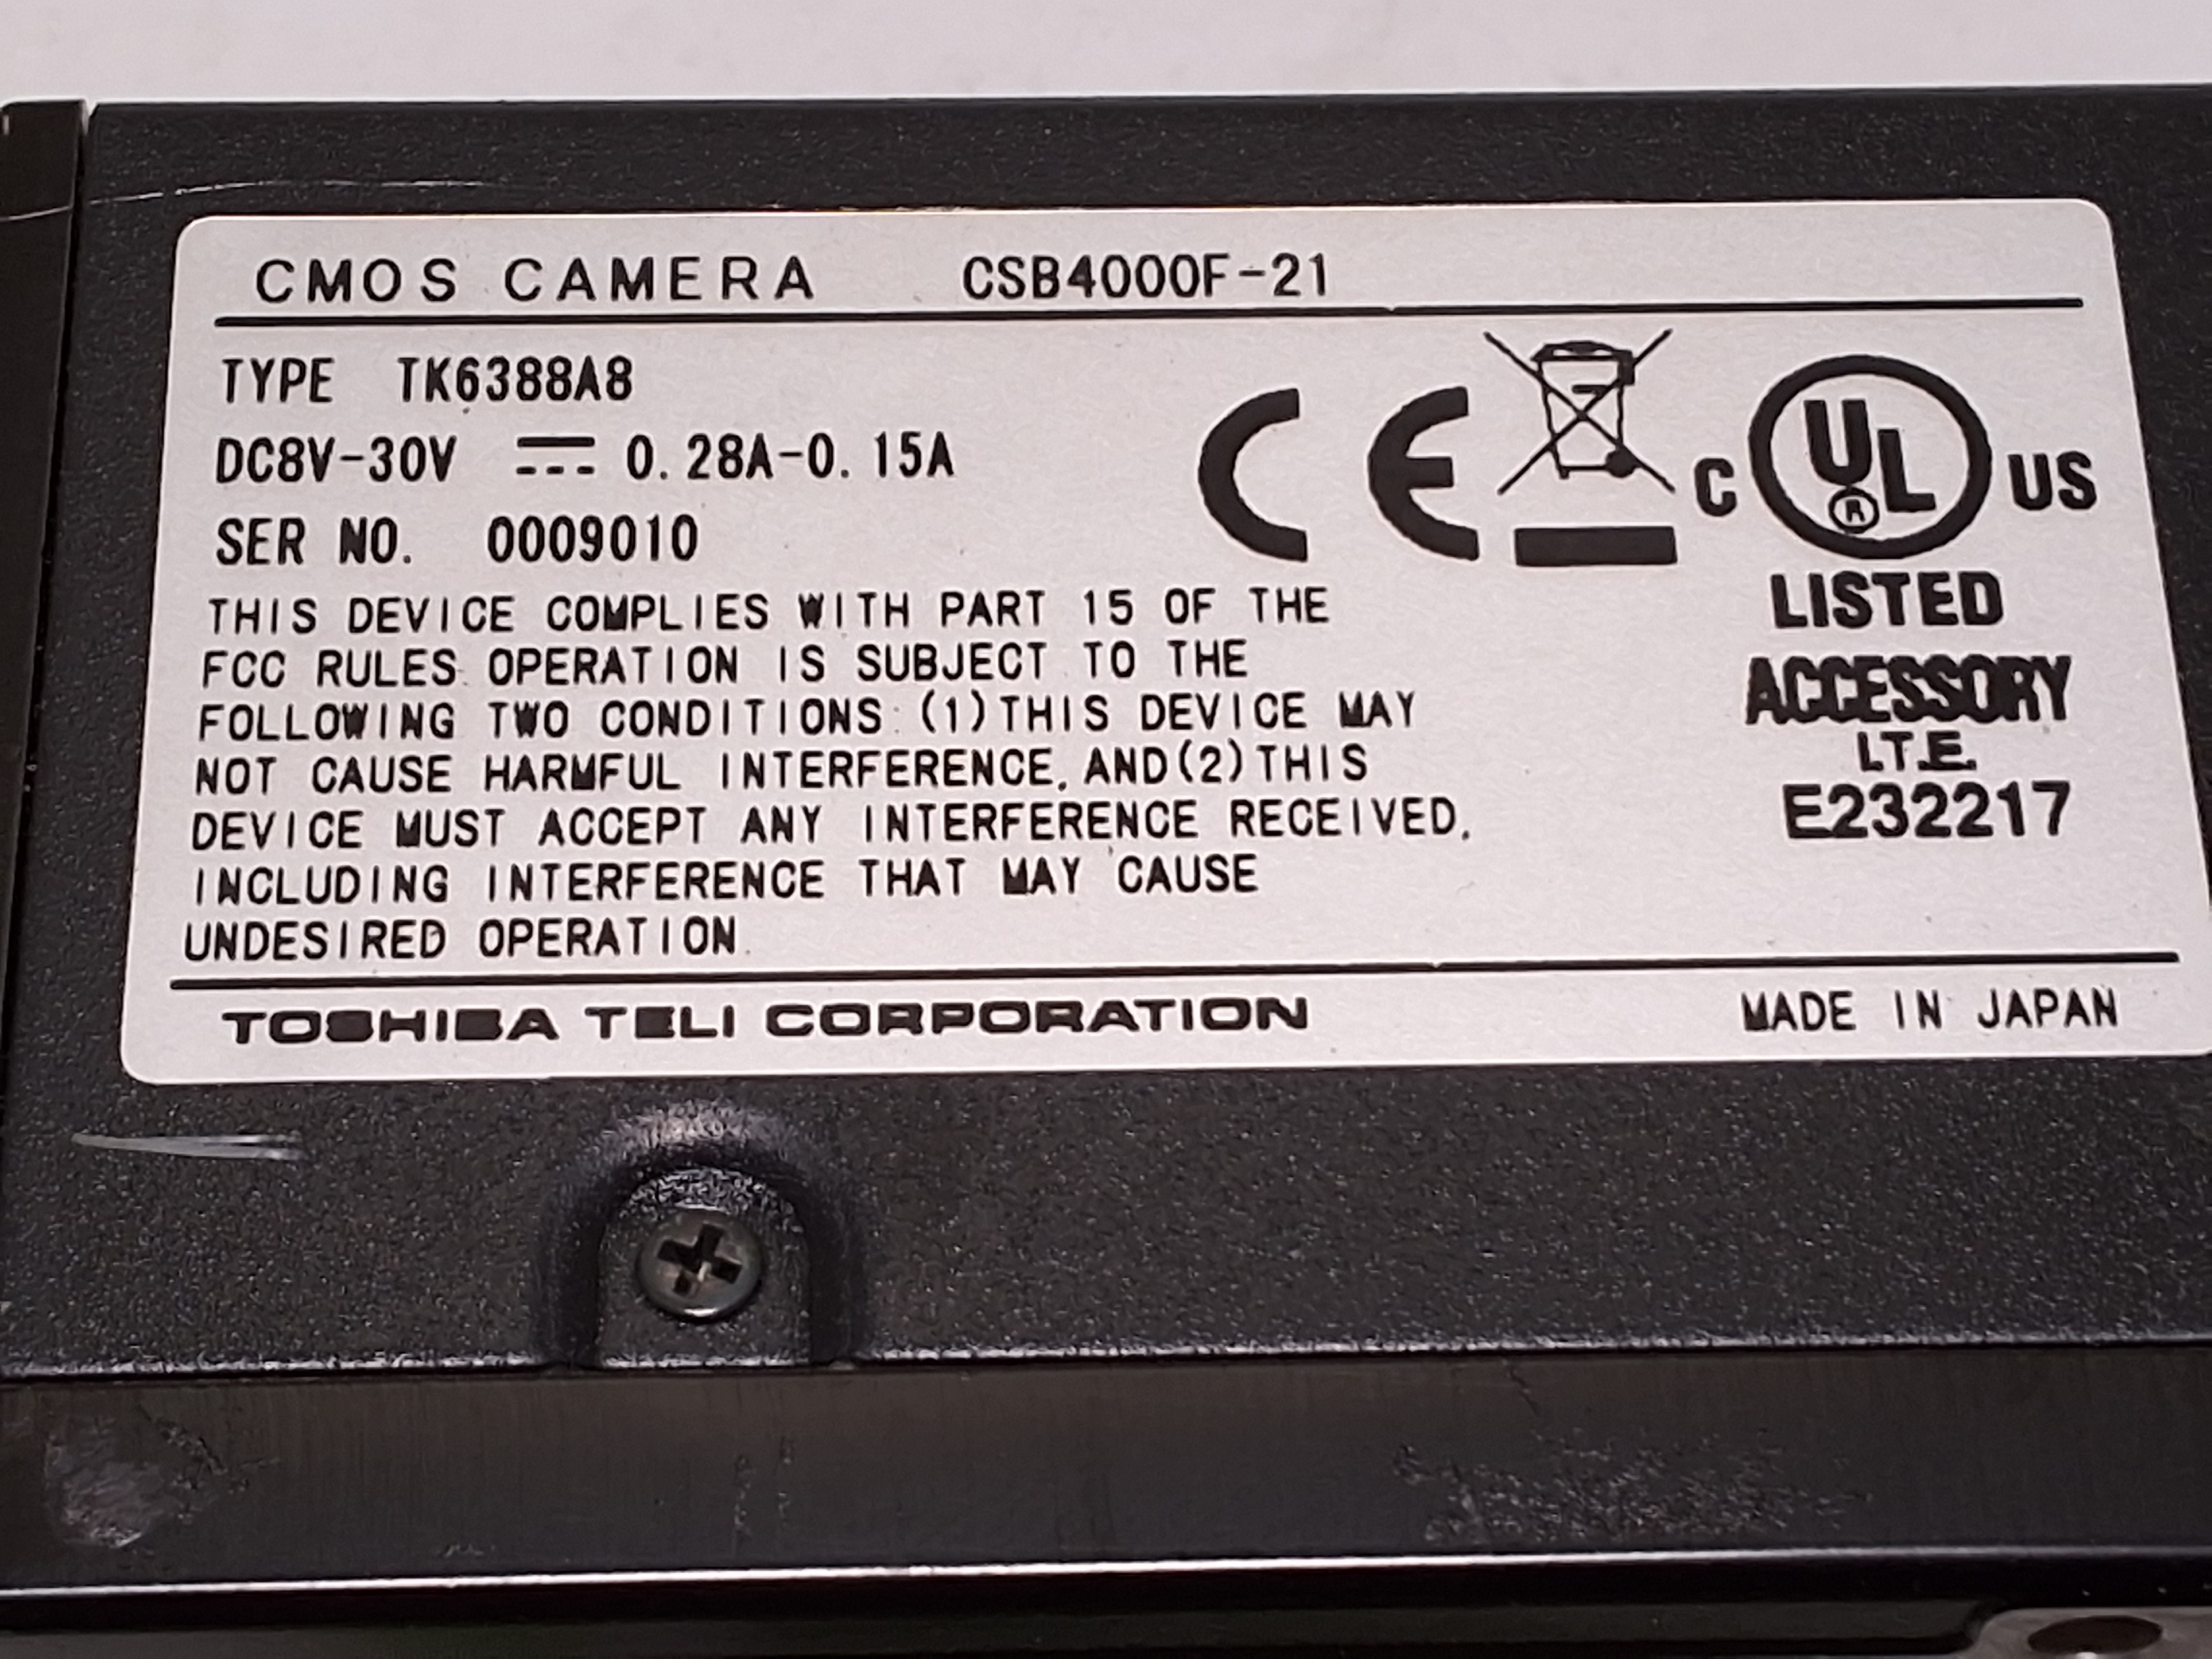 CMOS CAMERA CSB4000F-21
TYPE TK6388A8
DC8V-30V ⎓ 0.28A-0.15A
SER NO. 0009010
CE
C UL ® US
LISTED
ACCESSORY
I.T.E.
E232217
THIS DEVICE COMPLIES WITH PART 15 OF THE
FCC RULES. OPERATION IS SUBJECT TO THE
FOLLOWING TWO CONDITIONS:(1)THIS DEVICE MAY
NOT CAUSE HARMFUL INTERFERENCE, AND(2)THIS
DEVICE MUST ACCEPT ANY INTERFERENCE RECEIVED,
INCLUDING INTERFERENCE THAT MAY CAUSE
UNDESIRED OPERATION.
TOSHIBA TELI CORPORATION MADE IN JAPAN